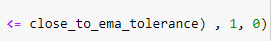 <= close_to_ema_tolerance) , 1, 0)